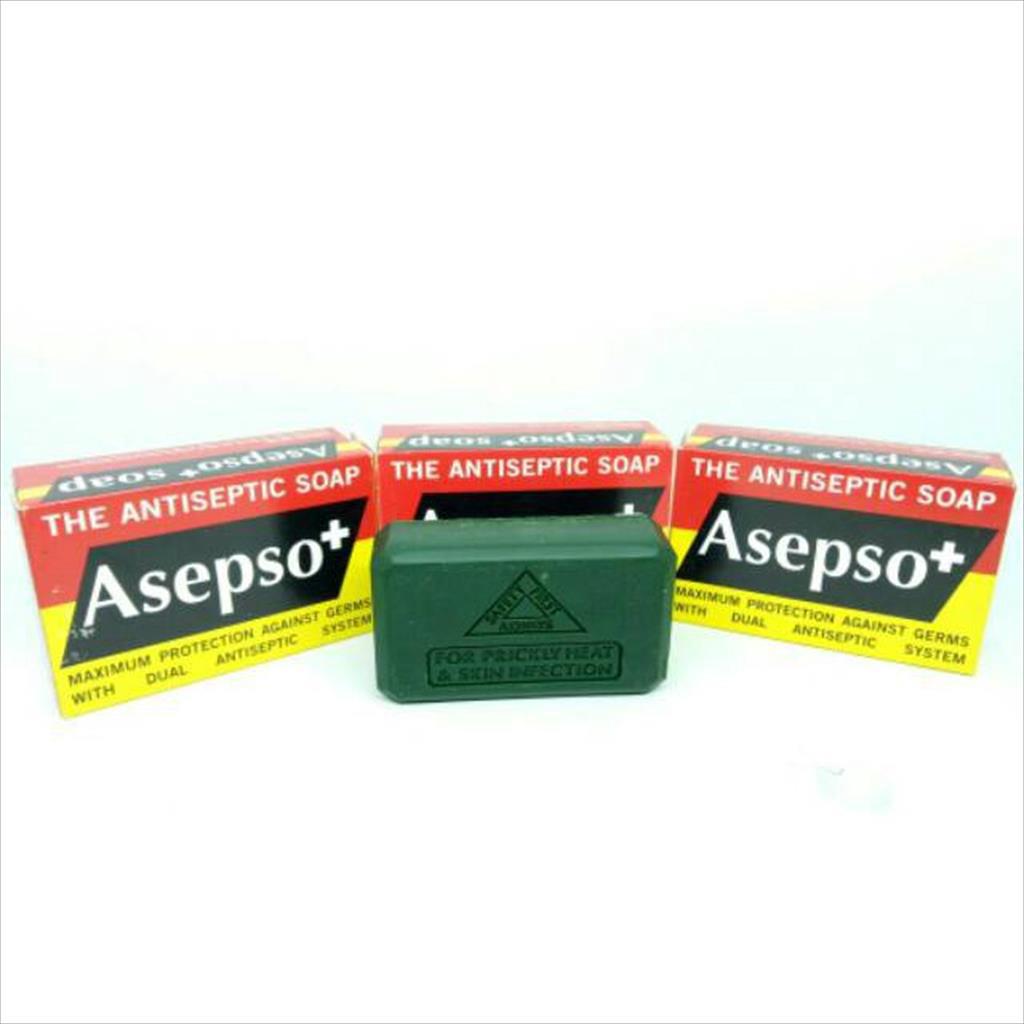 Asepso+ soap
THE ANTISEPTIC SOAP
Asepso+
MAXIMUM PROTECTION AGAINST GERMS
WITH DUAL ANTISEPTIC SYSTEM
Asepso+ soap
THE ANTISEPTIC SOAP
SAFETY FIRST
ALWAYS
FOR PRICKLY HEAT
& SKIN INFECTION
Asepso+ soap
THE ANTISEPTIC SOAP
Asepso+
MAXIMUM PROTECTION AGAINST GERMS
WITH DUAL ANTISEPTIC SYSTEM